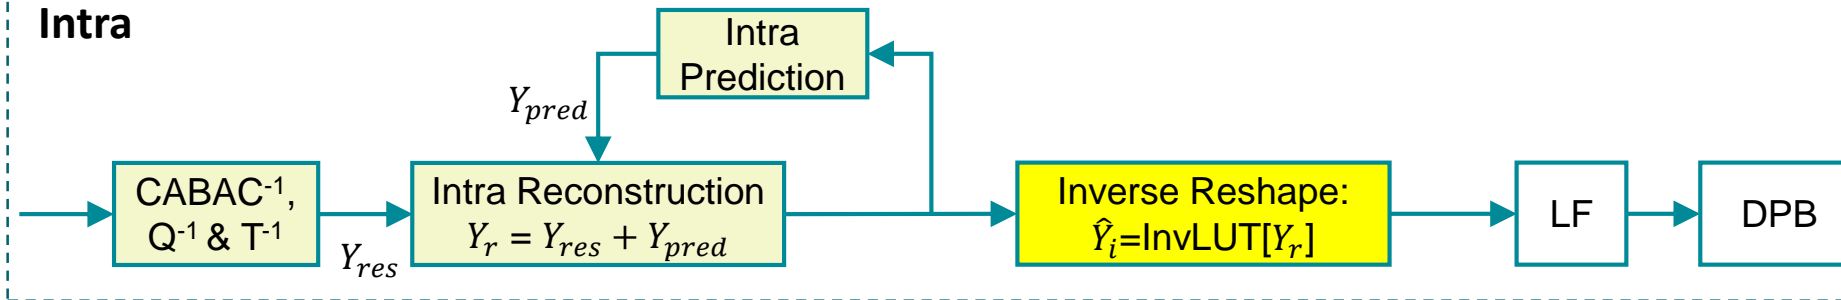 Intra
Intra
Prediction
Y_pred
CABAC⁻¹,
Q⁻¹ & T⁻¹
Y_res
Intra Reconstruction
Y_r = Y_res + Y_pred
Inverse Reshape:
Ŷ_i=InvLUT[Y_r]
LF
DPB